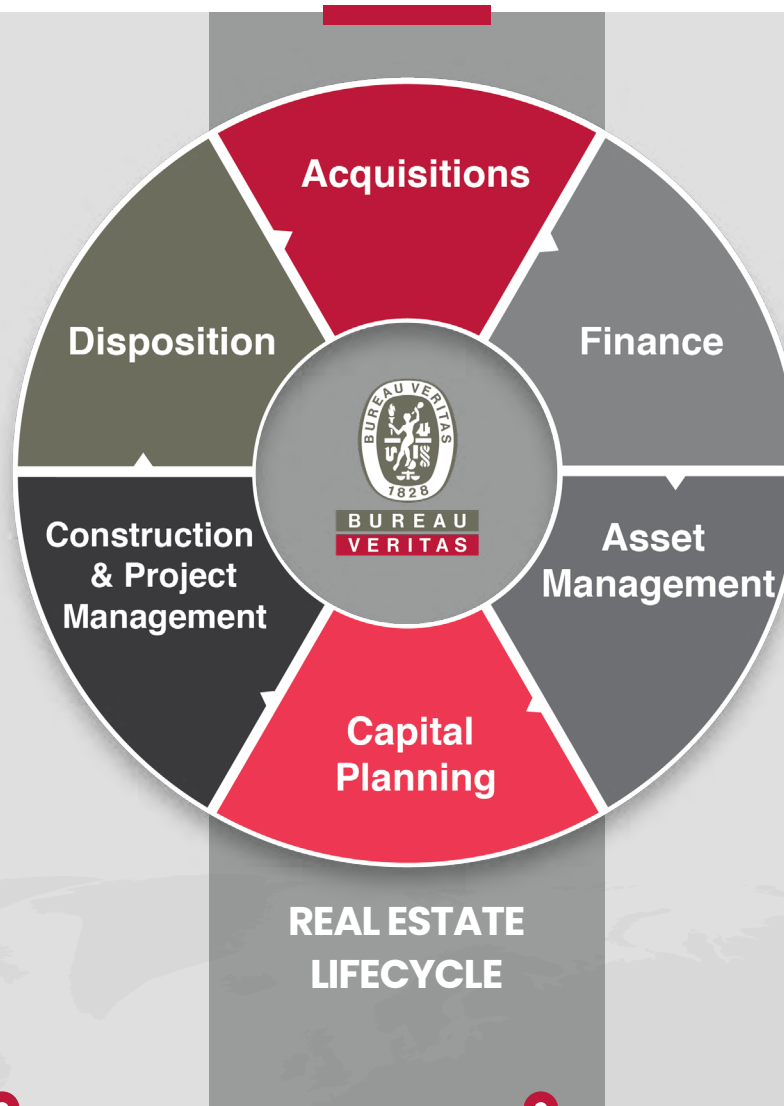 Acquisitions
Finance
Asset
Management
Capital
Planning
Construction
& Project
Management
Disposition
BUREAU VERITAS
1828
BUREAU
VERITAS
REAL ESTATE
LIFECYCLE